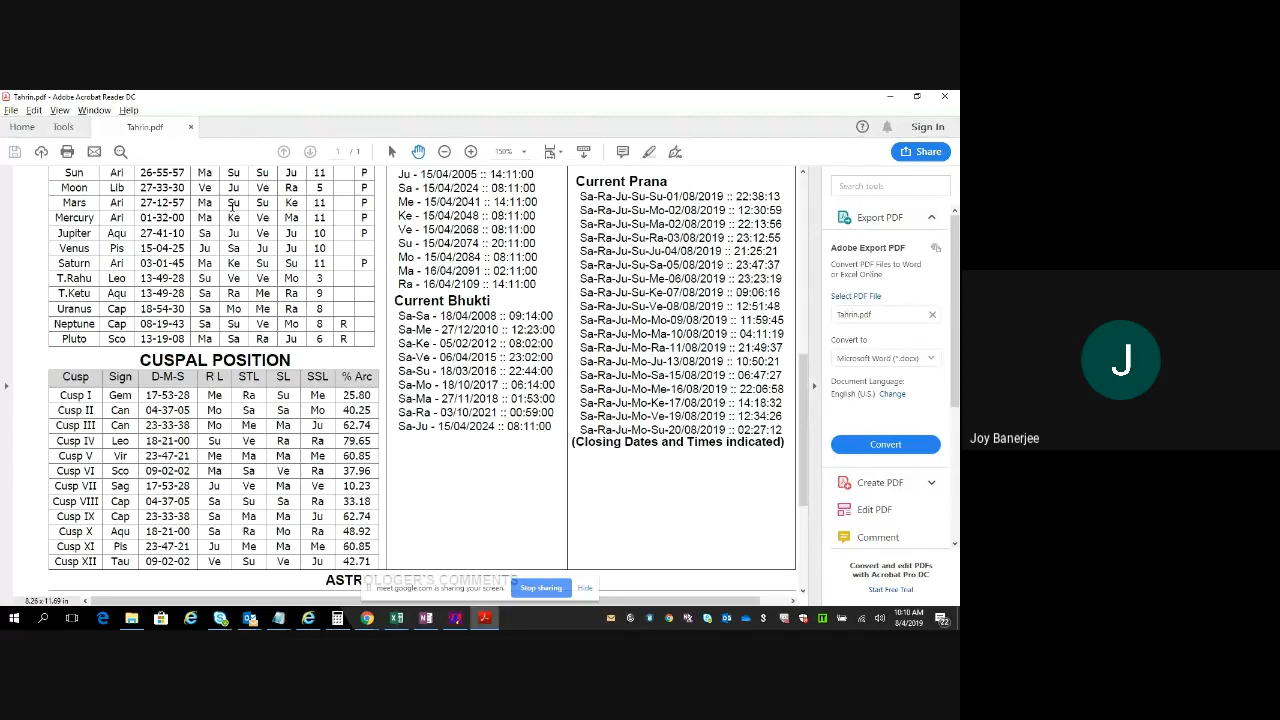 Tahrin.pdf - Adobe Acrobat Reader DC
File Edit View Window Help
Home Tools Tahrin.pdf × Sign In
1 / 1 150% Share
Sun Ari 26-55-57 Ma Su Su Ju 11 P
Moon Lib 27-33-30 Ve Ju Ve Ra 5 P
Mars Ari 27-12-57 Ma Su Su Ke 11 P
Mercury Ari 01-32-00 Ma Ke Ve Ma 11 P
Jupiter Aqu 27-41-10 Sa Ju Ve Ju 10 P
Venus Pis 15-04-25 Ju Sa Ju Ju 10
Saturn Ari 03-01-45 Ma Ke Su Su 11 P
T.Rahu Leo 13-49-28 Su Ve Ve Mo 3
T.Ketu Aqu 13-49-28 Sa Ra Me Ra 9
Uranus Cap 18-54-30 Sa Mo Me Ra 8
Neptune Cap 08-19-43 Sa Su Ve Mo 8 R
Pluto Sco 13-19-08 Ma Sa Ra Ju 6 R
CUSPAL POSITION
Cusp Sign D-M-S R L STL SL SSL % Arc
Cusp I Gem 17-53-28 Me Ra Su Me 25.80
Cusp II Can 04-37-05 Mo Sa Sa Mo 40.25
Cusp III Can 23-33-38 Mo Me Ma Ju 62.74
Cusp IV Leo 18-21-00 Su Ve Ra Ra 79.65
Cusp V Vir 23-47-21 Me Ma Ma Me 60.85
Cusp VI Sco 09-02-02 Ma Sa Ve Ra 37.96
Cusp VII Sag 17-53-28 Ju Ve Ma Ve 10.23
Cusp VIII Cap 04-37-05 Sa Su Sa Ra 33.18
Cusp IX Cap 23-33-38 Sa Ma Ma Ju 62.74
Cusp X Aqu 18-21-00 Sa Ra Mo Ra 48.92
Cusp XI Pis 23-47-21 Ju Me Ma Me 60.85
Cusp XII Tau 09-02-02 Ve Su Ve Ju 42.71
Ju - 15/04/2005 :: 14:11:00
Sa - 15/04/2024 :: 08:11:00
Me - 15/04/2041 :: 14:11:00
Ke - 15/04/2048 :: 08:11:00
Ve - 15/04/2068 :: 08:11:00
Su - 15/04/2074 :: 20:11:00
Mo - 15/04/2084 :: 08:11:00
Ma - 16/04/2091 :: 02:11:00
Ra - 16/04/2109 :: 14:11:00
Current Bhukti
Sa-Sa - 18/04/2008 :: 09:14:00
Sa-Me - 27/12/2010 :: 12:23:00
Sa-Ke - 05/02/2012 :: 08:02:00
Sa-Ve - 06/04/2015 :: 23:02:00
Sa-Su - 18/03/2016 :: 22:44:00
Sa-Mo - 18/10/2017 :: 06:14:00
Sa-Ma - 27/11/2018 :: 01:53:00
Sa-Ra - 03/10/2021 :: 00:59:00
Sa-Ju - 15/04/2024 :: 08:11:00
Current Prana
Sa-Ra-Ju-Su-Su-01/08/2019 :: 22:38:13
Sa-Ra-Ju-Su-Mo-02/08/2019 :: 12:30:59
Sa-Ra-Ju-Su-Ma-02/08/2019 :: 22:13:56
Sa-Ra-Ju-Su-Ra-03/08/2019 :: 23:12:55
Sa-Ra-Ju-Su-Ju-04/08/2019 :: 21:25:21
Sa-Ra-Ju-Su-Sa-05/08/2019 :: 23:47:37
Sa-Ra-Ju-Su-Me-06/08/2019 :: 23:23:19
Sa-Ra-Ju-Su-Ke-07/08/2019 :: 09:06:16
Sa-Ra-Ju-Su-Ve-08/08/2019 :: 12:51:48
Sa-Ra-Ju-Mo-Mo-09/08/2019 :: 11:59:45
Sa-Ra-Ju-Mo-Ma-10/08/2019 :: 04:11:19
Sa-Ra-Ju-Mo-Ra-11/08/2019 :: 21:49:37
Sa-Ra-Ju-Mo-Ju-13/08/2019 :: 10:50:21
Sa-Ra-Ju-Mo-Sa-15/08/2019 :: 06:47:27
Sa-Ra-Ju-Mo-Me-16/08/2019 :: 22:06:58
Sa-Ra-Ju-Mo-Ke-17/08/2019 :: 14:18:32
Sa-Ra-Ju-Mo-Ve-19/08/2019 :: 12:34:26
Sa-Ra-Ju-Mo-Su-20/08/2019 :: 02:27:12
(Closing Dates and Times indicated)
ASTROLOGER'S COMMENTS
meet.google.com is sharing your screen. Stop sharing Hide
8.26 x 11.69 in
Search tools
Export PDF
Adobe Export PDF
Convert PDF Files to Word
or Excel Online
Select PDF File
Tahrin.pdf
Convert to
Microsoft Word (*.docx)
Document Language:
English (U.S.) Change
Convert
Create PDF
Edit PDF
Comment
Convert and edit PDFs
with Acrobat Pro DC
Start Free Trial
10:10 AM
8/4/2019
22
J
Joy Banerjee